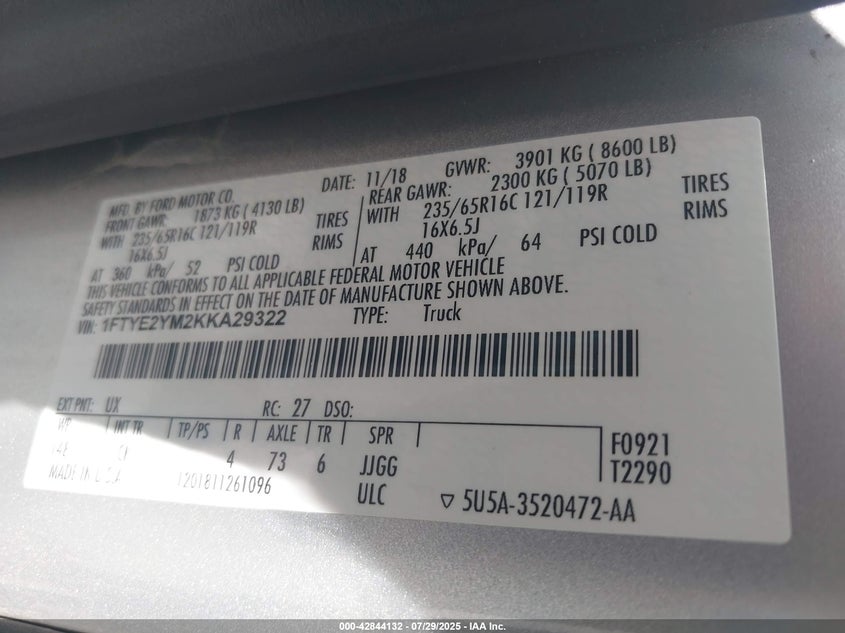 MFD. BY FORD MOTOR CO.
DATE: 11/18 GVWR: 3901 KG ( 8600 LB)
FRONT GAWR: 1873 KG ( 4130 LB)
WITH 235/65R16C 121/119R TIRES
16X6.5J RIMS
AT 360 kPa/ 52 PSI COLD
REAR GAWR: 2300 KG ( 5070 LB)
WITH 235/65R16C 121/119R TIRES
16X6.5J RIMS
AT 440 kPa/ 64 PSI COLD
THIS VEHICLE CONFORMS TO ALL APPLICABLE FEDERAL MOTOR VEHICLE
SAFETY STANDARDS IN EFFECT ON THE DATE OF MANUFACTURE SHOWN ABOVE.
VIN: 1FTYE2YM2KKA29322 TYPE: Truck
EXT PNT: UX RC: 27 DSO:
WB INT TR TP/PS R AXLE TR SPR
148 4 73 6 JJGG
F0921
T2290
MADE IN U.S.A 1201811261096 ULC 5U5A-3520472-AA
000-42844132 - 07/29/2025 - IAA Inc.